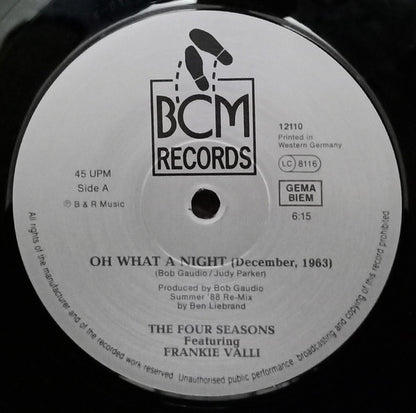 BCM
RECORDS
12110
Printed in
Western Germany
LC 8116
45 UPM
Side A
℗ B & R Music
GEMA
BIEM
6:15
OH WHAT A NIGHT (December, 1963)
(Bob Gaudio/Judy Parker)
Produced by Bob Gaudio
Summer '88 Re-Mix
by Ben Liebrand
THE FOUR SEASONS
Featuring
FRANKIE VALLI
All rights of the manufacturer and of the recorded work reserved. Unauthorised public performance, broadcasting and copying of this record prohibited